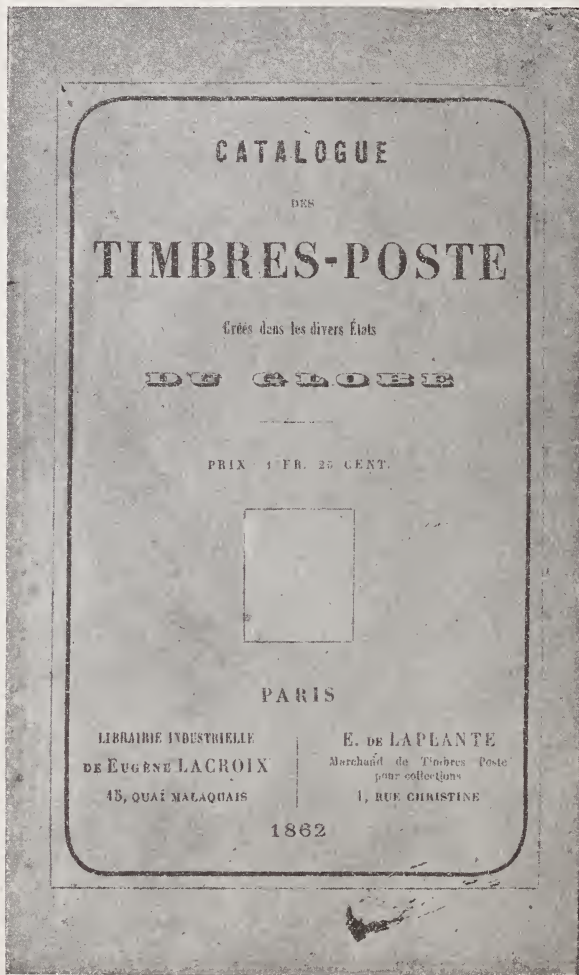 CATALOGUE
DES
TIMBRES-POSTE
Créés dans les divers États
DU GLOBE
PRIX 1 FR. 25 CENT.
PARIS
LIBRAIRIE INDUSTRIELLE
DE EUGÈNE LACROIX
15, QUAI MALAQUAIS
E. DE LAPLANTE
Marchand de Timbres Poste
pour collections
1, RUE CHRISTINE
1862